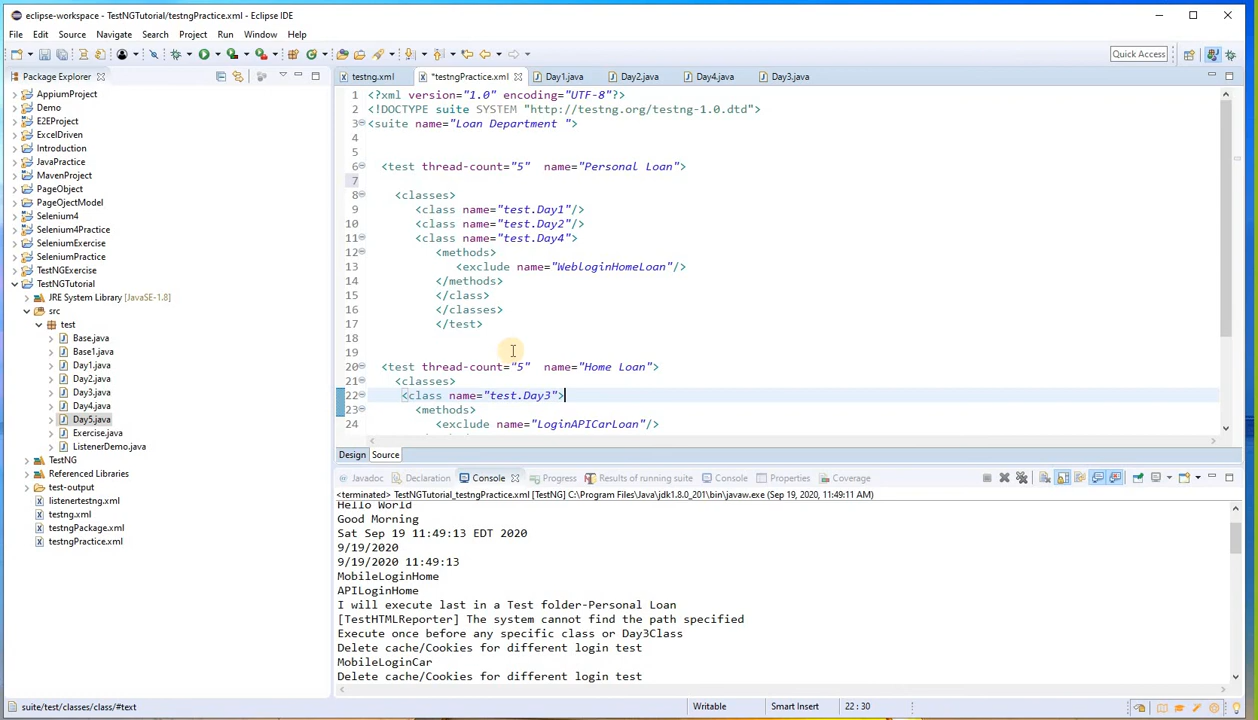 eclipse-workspace - TestNGTutorial/testngPractice.xml - Eclipse IDE
File Edit Source Navigate Search Project Run Window Help
Quick Access
Package Explorer
AppiumProject
Demo
E2EProject
ExcelDriven
Introduction
JavaPractice
MavenProject
PageObject
PageOjectModel
Selenium4
Selenium4Practice
SeleniumExercise
SeleniumPractice
TestNGExercise
TestNGTutorial
JRE System Library [JavaSE-1.8]
src
test
Base.java
Base1.java
Day1.java
Day2.java
Day3.java
Day4.java
Day5.java
Exercise.java
ListenerDemo.java
TestNG
Referenced Libraries
test-output
listenertestng.xml
testng.xml
testngPackage.xml
testngPractice.xml
testng.xml *testngPractice.xml Day1.java Day2.java Day4.java Day3.java
1 <?xml version="1.0" encoding="UTF-8"?>
2 <!DOCTYPE suite SYSTEM "http://testng.org/testng-1.0.dtd">
3 <suite name="Loan Department ">
4
5
6 <test thread-count="5" name="Personal Loan">
7
8 <classes>
9 <class name="test.Day1"/>
10 <class name="test.Day2"/>
11 <class name="test.Day4">
12 <methods>
13 <exclude name="WebloginHomeLoan"/>
14 </methods>
15 </class>
16 </classes>
17 </test>
18
19
20 <test thread-count="5" name="Home Loan">
21 <classes>
22 <class name="test.Day3">
23 <methods>
24 <exclude name="LoginAPICarLoan"/>
Design Source
Javadoc Declaration Console Progress Results of running suite Console Properties Coverage
<terminated> TestNGTutorial_testngPractice.xml [TestNG] C:\Program Files\Java\jdk1.8.0_201\bin\javaw.exe (Sep 19, 2020, 11:49:11 AM)
Hello World
Good Morning
Sat Sep 19 11:49:13 EDT 2020
9/19/2020
9/19/2020 11:49:13
MobileLoginHome
APILoginHome
I will execute last in a Test folder-Personal Loan
[TestHTMLReporter] The system cannot find the path specified
Execute once before any specific class or Day3Class
Delete cache/Cookies for different login test
MobileLoginCar
Delete cache/Cookies for different login test
suite/test/classes/class/#text Writable Smart Insert 22 : 30